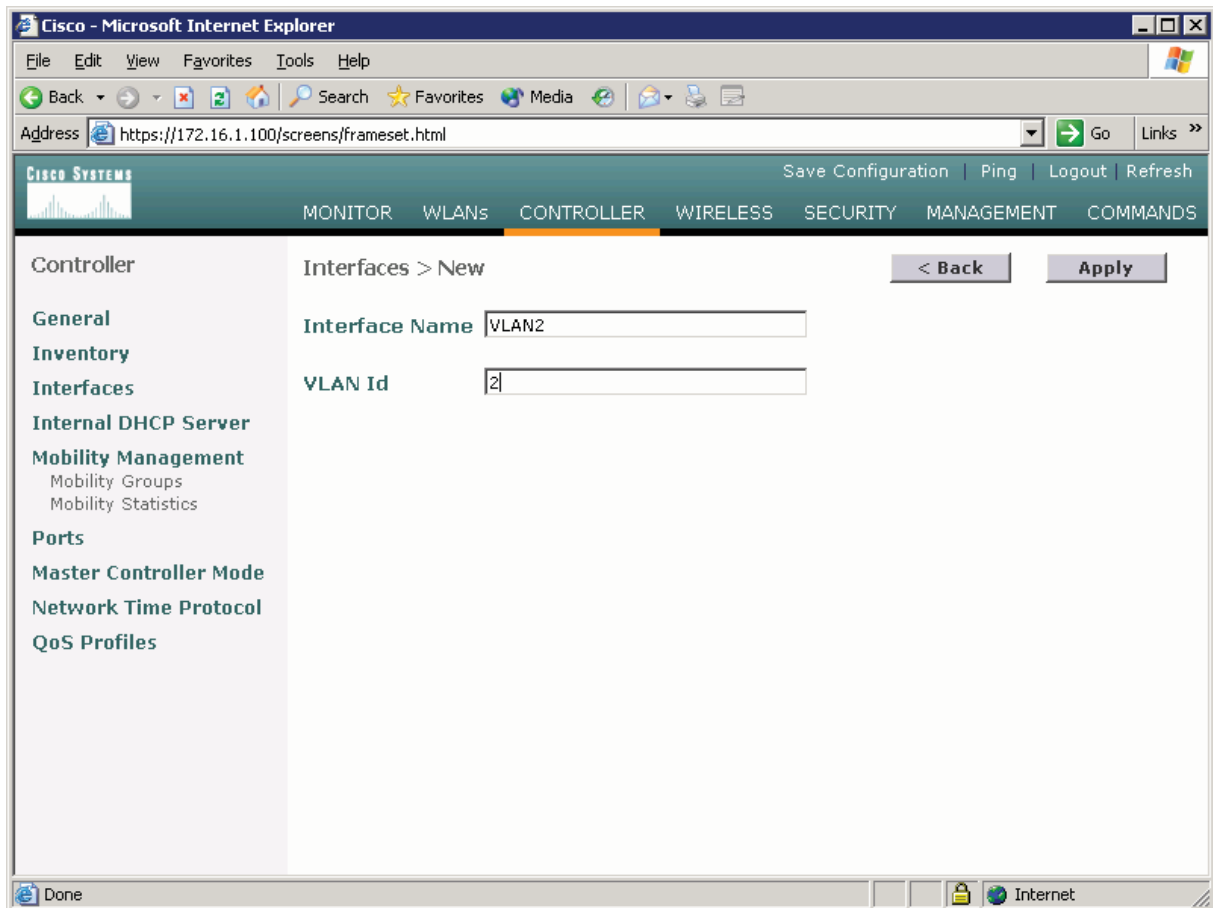 Cisco - Microsoft Internet Explorer
File Edit View Favorites Tools Help
Back Search Favorites Media
Address https://172.16.1.100/screens/frameset.html Go Links »
CISCO SYSTEMS
Save Configuration | Ping | Logout | Refresh
MONITOR WLANs CONTROLLER WIRELESS SECURITY MANAGEMENT COMMANDS
Controller
General
Inventory
Interfaces
Internal DHCP Server
Mobility Management
Mobility Groups
Mobility Statistics
Ports
Master Controller Mode
Network Time Protocol
QoS Profiles
Interfaces > New
< Back Apply
Interface Name VLAN2
VLAN Id 2
Done Internet